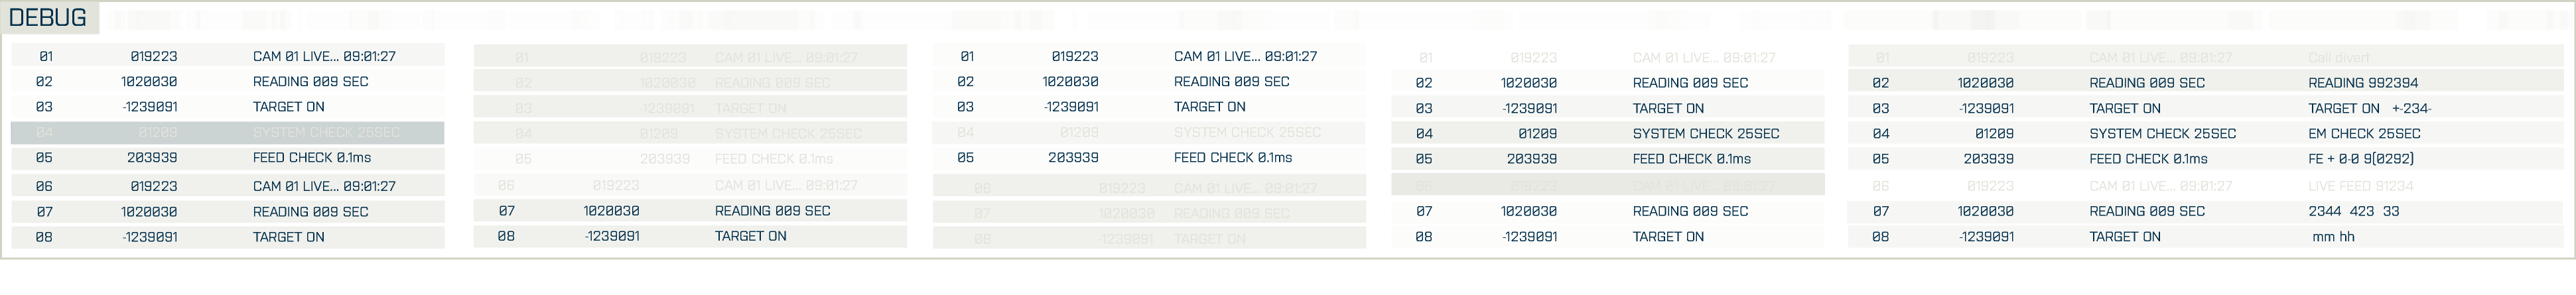 DEBUG
01 019223 CAM 01 LIVE... 09:01:27
02 1020030 READING 009 SEC
03 -1239091 TARGET ON
04 01209 SYSTEM CHECK 25SEC
05 203939 FEED CHECK 0.1ms
06 019223 CAM 01 LIVE... 09:01:27
07 1020030 READING 009 SEC
08 -1239091 TARGET ON
01 019223 CAM 01 LIVE... 09:01:27
02 1020030 READING 009 SEC
03 -1239091 TARGET ON
04 01209 SYSTEM CHECK 25SEC
05 203939 FEED CHECK 0.1ms
06 019223 CAM 01 LIVE... 09:01:27
07 1020030 READING 009 SEC
08 -1239091 TARGET ON
01 019223 CAM 01 LIVE... 09:01:27
02 1020030 READING 009 SEC
03 -1239091 TARGET ON
04 01209 SYSTEM CHECK 25SEC
05 203939 FEED CHECK 0.1ms
06 019223 CAM 01 LIVE... 09:01:27
07 1020030 READING 009 SEC
08 -1239091 TARGET ON
01 019223 CAM 01 LIVE... 09:01:27
02 1020030 READING 009 SEC
03 -1239091 TARGET ON
04 01209 SYSTEM CHECK 25SEC
05 203939 FEED CHECK 0.1ms
06 019223 CAM 01 LIVE... 09:01:27
07 1020030 READING 009 SEC
08 -1239091 TARGET ON
01 019223 CAM 01 LIVE... 09:01:27 Call divert
02 1020030 READING 009 SEC READING 992394
03 -1239091 TARGET ON TARGET ON +-234-
04 01209 SYSTEM CHECK 25SEC EM CHECK 25SEC
05 203939 FEED CHECK 0.1ms FE + 0-0 9(0292)
06 019223 CAM 01 LIVE... 09:01:27 LIVE FEED 91234
07 1020030 READING 009 SEC 2344 423 33
08 -1239091 TARGET ON mm hh